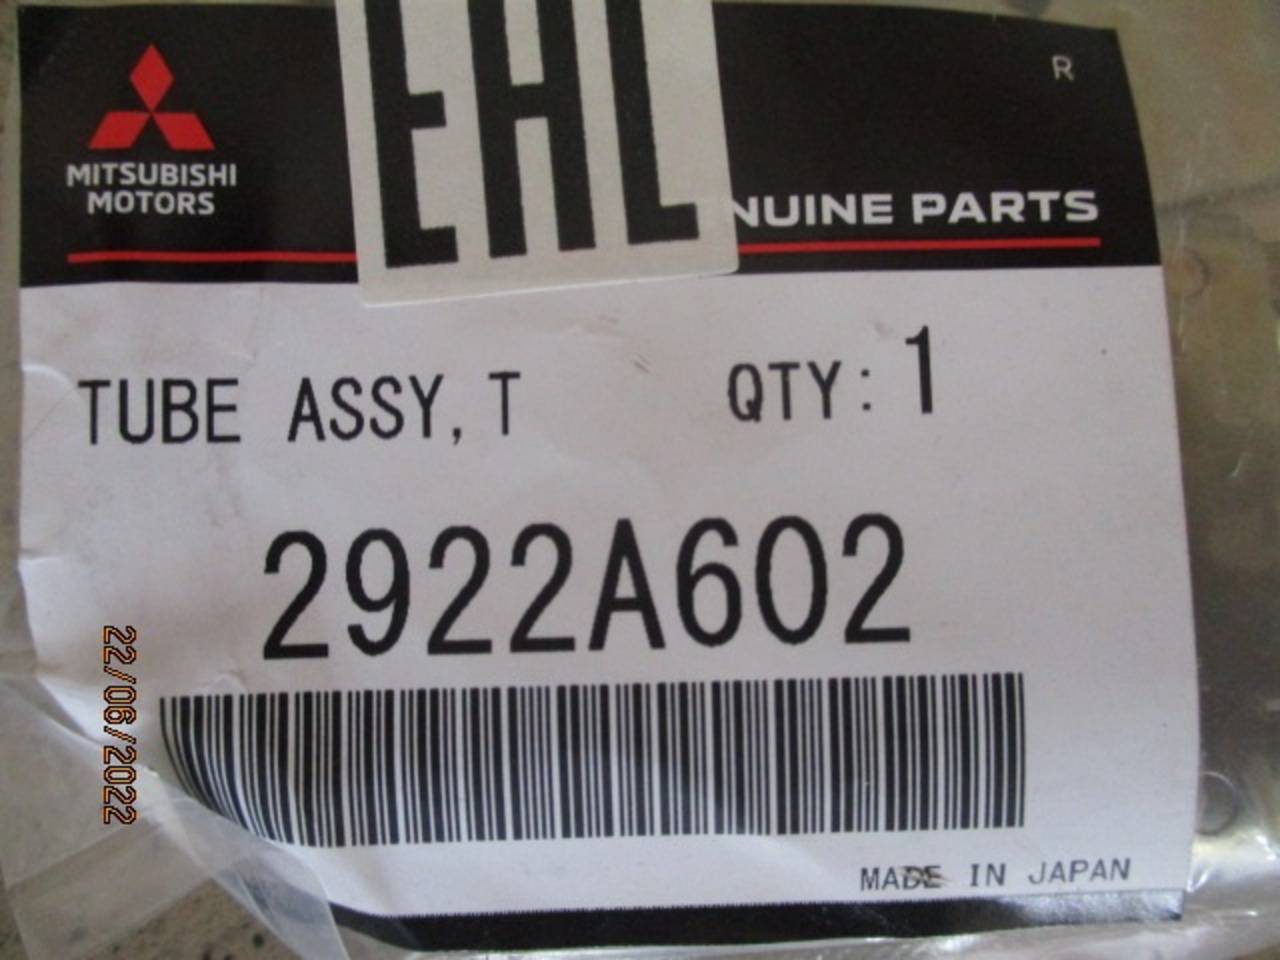 EAC
R
MITSUBISHI
MOTORS
NUINE PARTS
TUBE ASSY, T QTY: 1
2922A602
22/06/2022
MADE IN JAPAN